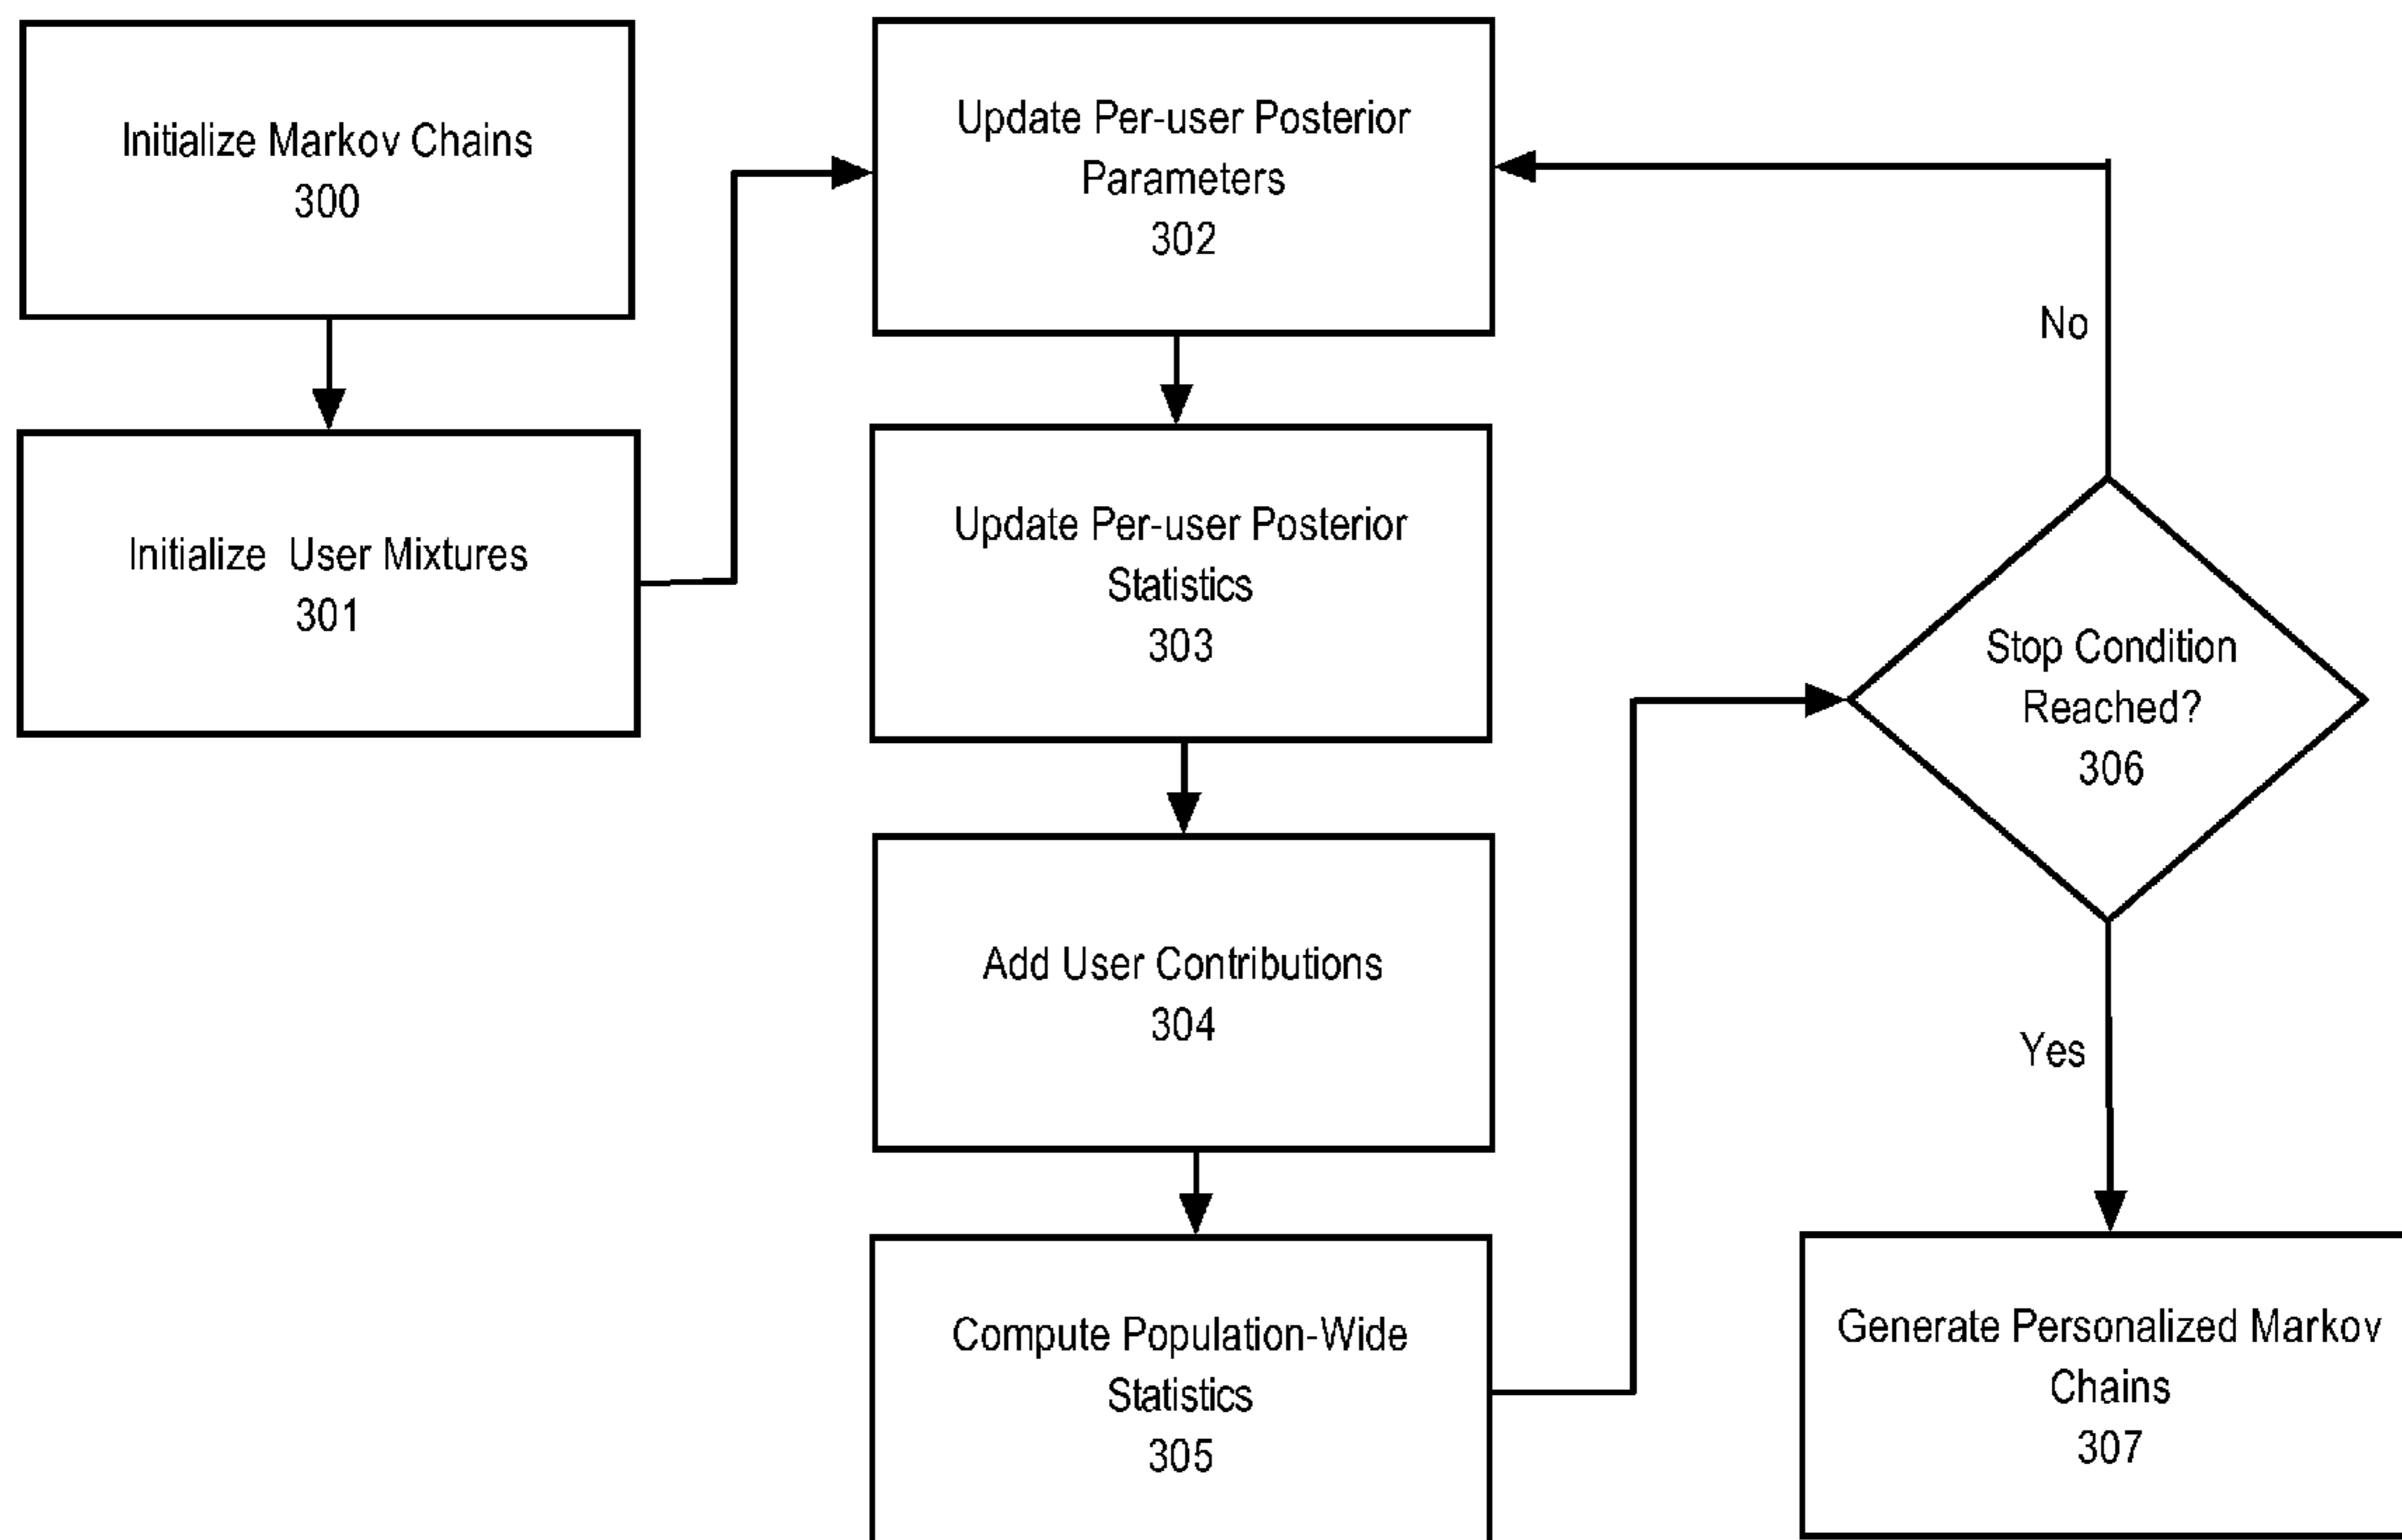 Initialize Markov Chains
300
Initialize User Mixtures
301
Update Per-user Posterior
Parameters
302
Update Per-user Posterior
Statistics
303
Add User Contributions
304
Compute Population-Wide
Statistics
305
No
Stop Condition
Reached?
306
Yes
Generate Personalized Markov
Chains
307